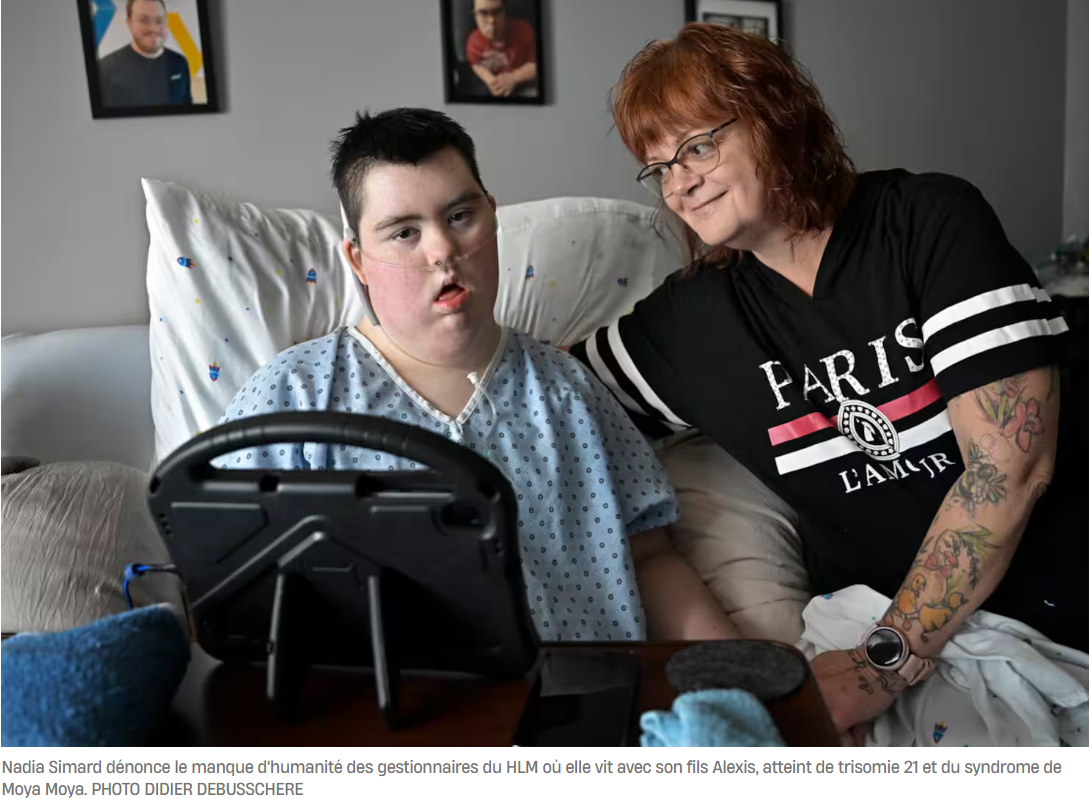 PARIS
L'AMOUR
Nadia Simard dénonce le manque d'humanité des gestionnaires du HLM où elle vit avec son fils Alexis, atteint de trisomie 21 et du syndrome de
Moya Moya. PHOTO DIDIER DEBUSSCHERE